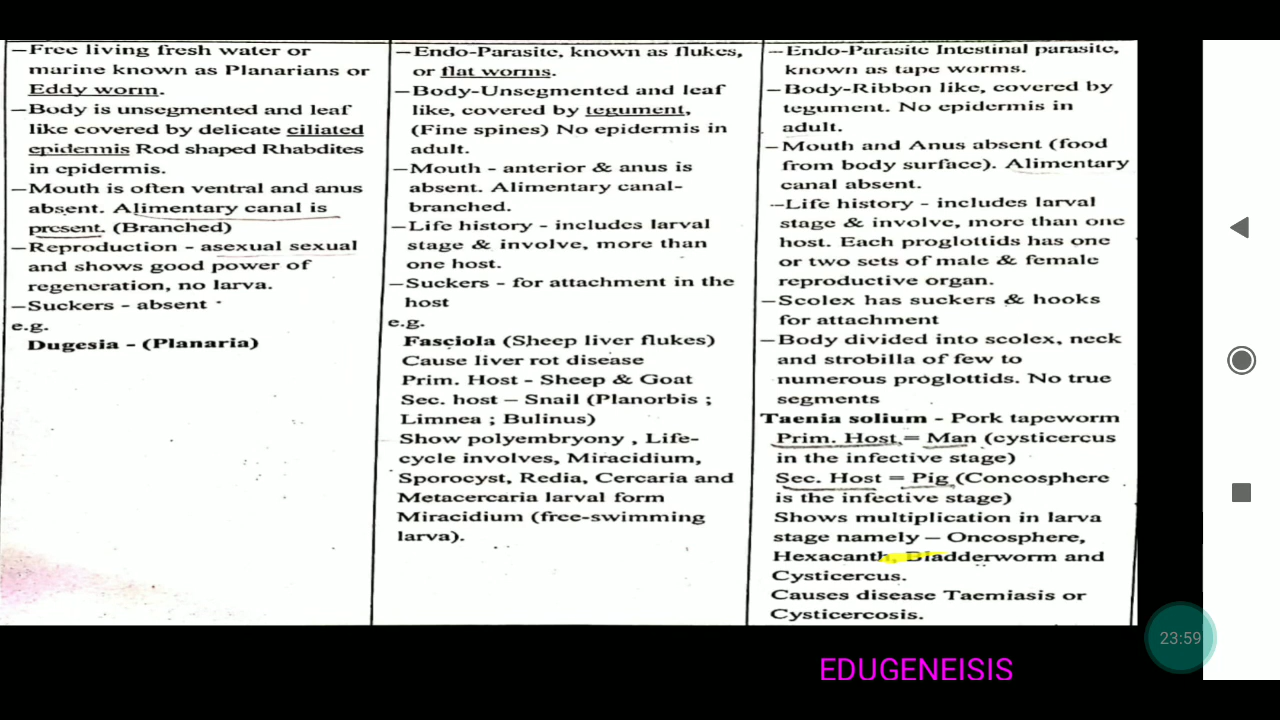 —Free living fresh water or
marine known as Planarians or
Eddy worm.
—Body is unsegmented and leaf
like covered by delicate ciliated
epidermis Rod shaped Rhabdites
in epidermis.
—Mouth is often ventral and anus
absent. Alimentary canal is
present. (Branched)
—Reproduction - asexual sexual
and shows good power of
regeneration, no larva.
—Suckers - absent
e.g.
Dugesia - (Planaria)
—Endo-Parasite, known as flukes,
or flat worms.
—Body-Unsegmented and leaf
like, covered by tegument,
(Fine spines) No epidermis in
adult.
—Mouth - anterior & anus is
absent. Alimentary canal-
branched.
—Life history - includes larval
stage & involve, more than
one host.
—Suckers - for attachment in the
host
e.g.
Fasciola (Sheep liver flukes)
Cause liver rot disease
Prim. Host - Sheep & Goat
Sec. host – Snail (Planorbis ;
Limnea ; Bulinus)
Show polyembryony , Life-
cycle involves, Miracidium,
Sporocyst, Redia, Cercaria and
Metacercaria larval form
Miracidium (free-swimming
larva).
—Endo-Parasite Intestinal parasite,
known as tape worms.
—Body-Ribbon like, covered by
tegument. No epidermis in
adult.
—Mouth and Anus absent (food
from body surface). Alimentary
canal absent.
—Life history - includes larval
stage & involve, more than one
host. Each proglottids has one
or two sets of male & female
reproductive organ.
—Scolex has suckers & hooks
for attachment
—Body divided into scolex, neck
and strobilla of few to
numerous proglottids. No true
segments
Taenia solium - Pork tapeworm
Prim. Host = Man (cysticercus
in the infective stage)
Sec. Host = Pig (Concosphere
is the infective stage)
Shows multiplication in larva
stage namely – Oncosphere,
Hexacanth, Bladderworm and
Cysticercus.
Causes disease Taemiasis or
Cysticercosis.
23:59
EDUGENEISIS